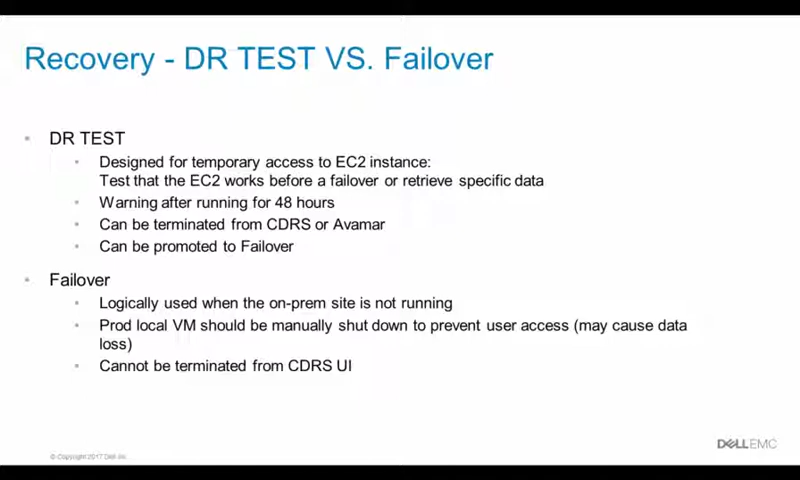 Recovery - DR TEST VS. Failover
• DR TEST
• Designed for temporary access to EC2 instance:
Test that the EC2 works before a failover or retrieve specific data
• Warning after running for 48 hours
• Can be terminated from CDRS or Avamar
• Can be promoted to Failover
• Failover
• Logically used when the on-prem site is not running
• Prod local VM should be manually shut down to prevent user access (may cause data
loss)
• Cannot be terminated from CDRS UI
DELLEMC
© Copyright 2017 Dell Inc.